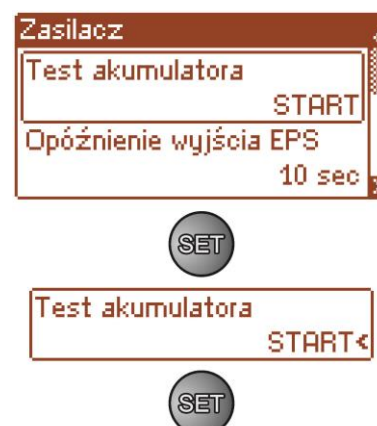 Zasilacz
Test akumulatora
START
Opóźnienie wyjścia EPS
10 sec
SET
Test akumulatora
START
SET